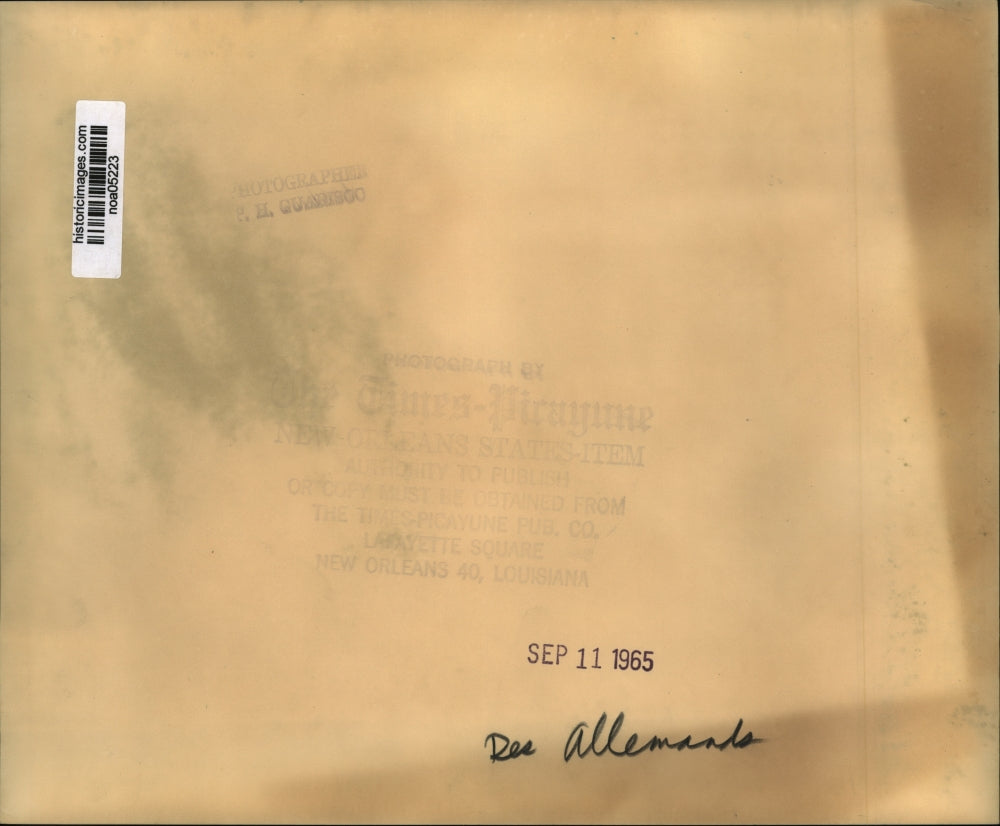 historicimages.com
noa05223
PHOTOGRAPHER
P. H. GUARISCO
PHOTOGRAPH BY
The Times-Picayune
NEW-ORLEANS STATES-ITEM
AUTHORITY TO PUBLISH
OR COPY MUST BE OBTAINED FROM
THE TIMES-PICAYUNE PUB. CO.
LAFAYETTE SQUARE
NEW ORLEANS 40, LOUISIANA
SEP 11 1965
Des Allemands